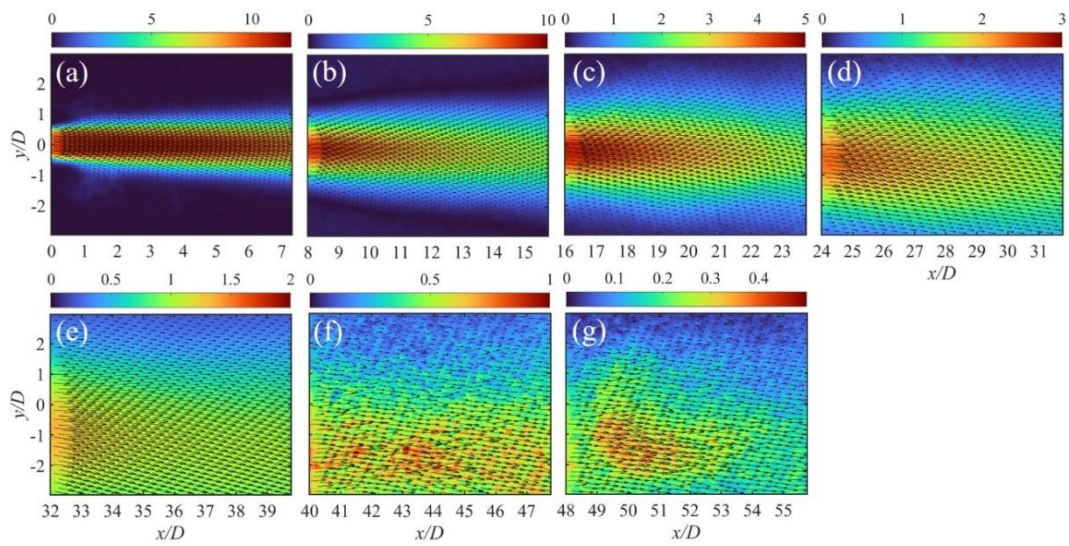 0 5 10
0 5 10
0 1 2 3 4 5
0 1 2 3
(a)
(b)
(c)
(d)
y/D
2
1
0
-1
-2
0 1 2 3 4 5 6 7
8 9 10 11 12 13 14 15
16 17 18 19 20 21 22 23
24 25 26 27 28 29 30 31
x/D
0 0.5 1 1.5 2
0 0.5 1
0 0.1 0.2 0.3 0.4
(e)
(f)
(g)
y/D
2
1
0
-1
-2
32 33 34 35 36 37 38 39
40 41 42 43 44 45 46 47
48 49 50 51 52 53 54 55
x/D
x/D
x/D